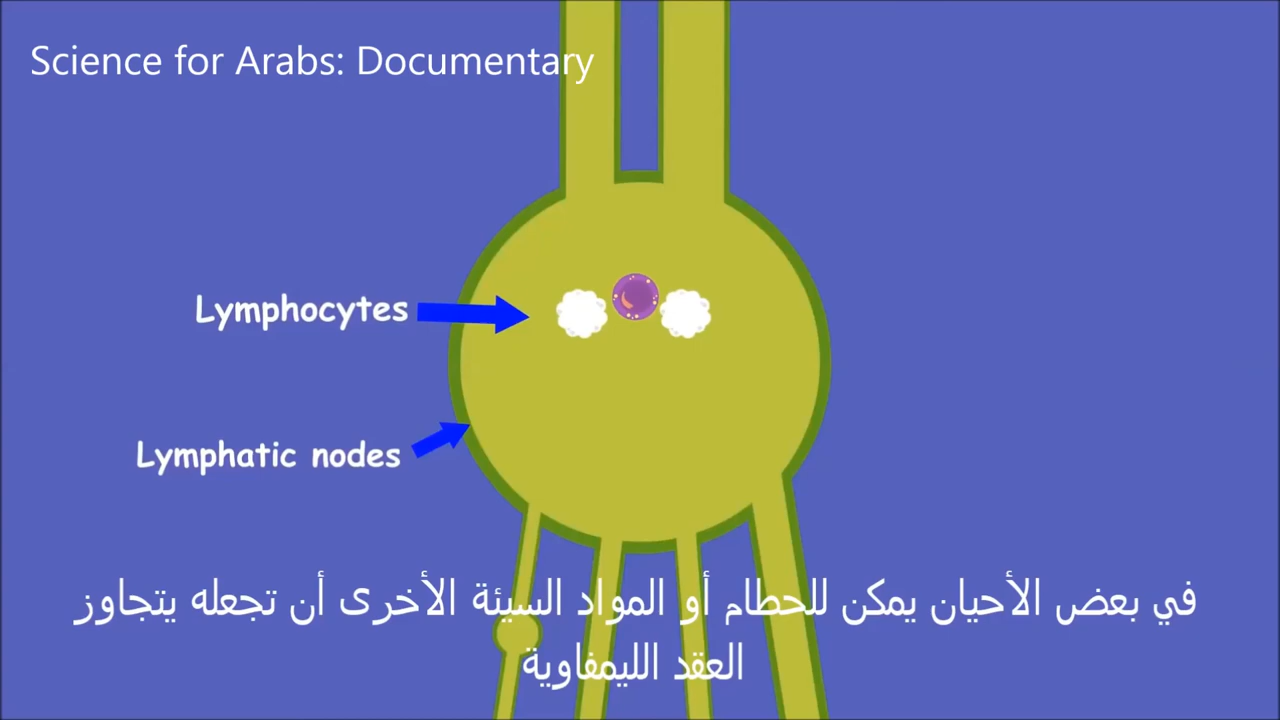 Science for Arabs: Documentary
Lymphocytes
Lymphatic nodes
في بعض الأحيان يمكن للحطام أو المواد السيئة الأخرى أن تجعله يتجاوز
العقد الليمفاوية